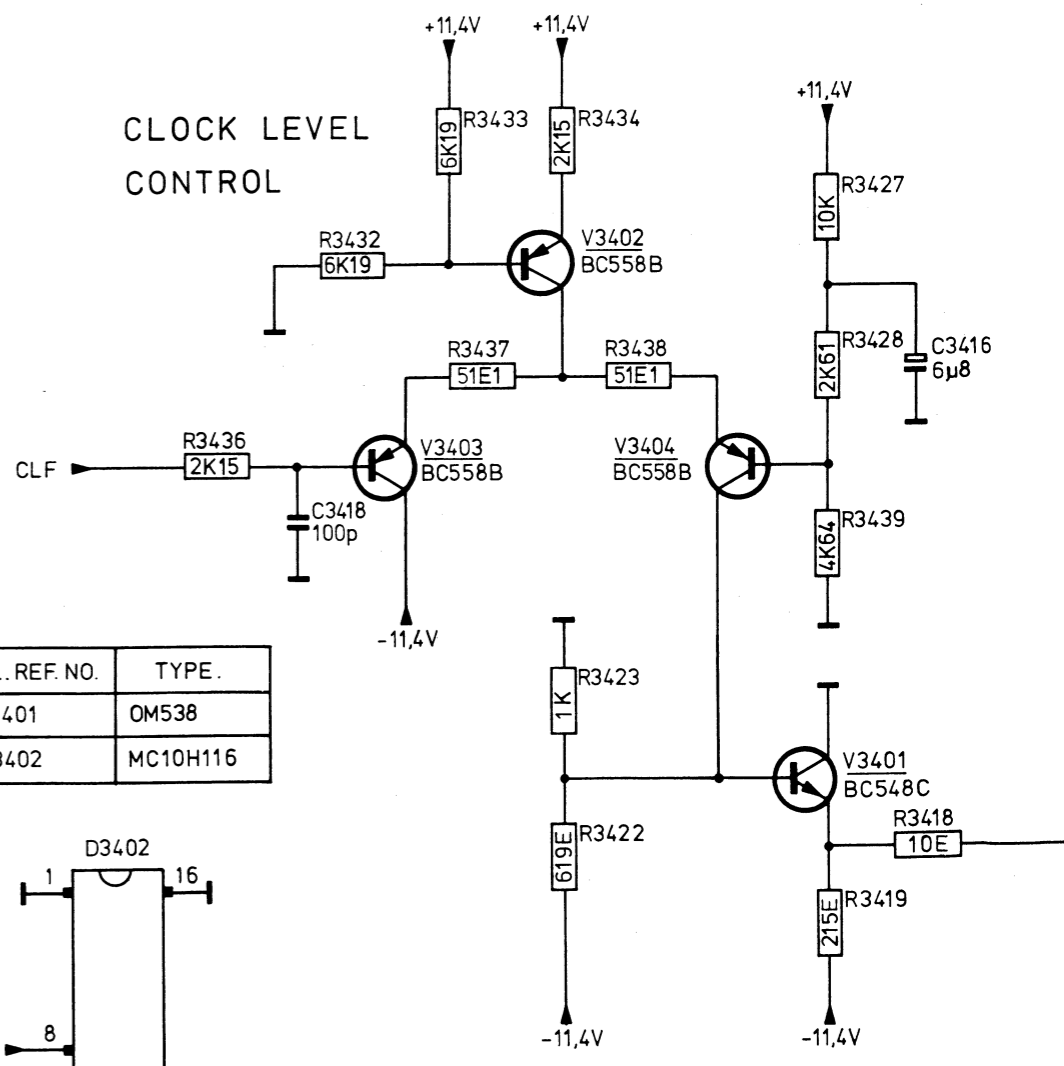 +11,4V
+11,4V
CLOCK LEVEL
CONTROL
R3433
6K19
R3434
2K15
+11,4V
R3427
10K
R3432
6K19
V3402
BC558B
R3437
51E1
R3438
51E1
R3428
2K61
C3416
6µ8
CLF
R3436
2K15
V3403
BC558B
V3404
BC558B
C3418
100p
R3439
4K64
-11,4V
. REF. NO.
TYPE.
401
OM538
3402
MC10H116
R3423
1K
V3401
BC548C
R3422
619E
R3418
10E
R3419
215E
D3402
1
16
8
-11,4V
-11,4V